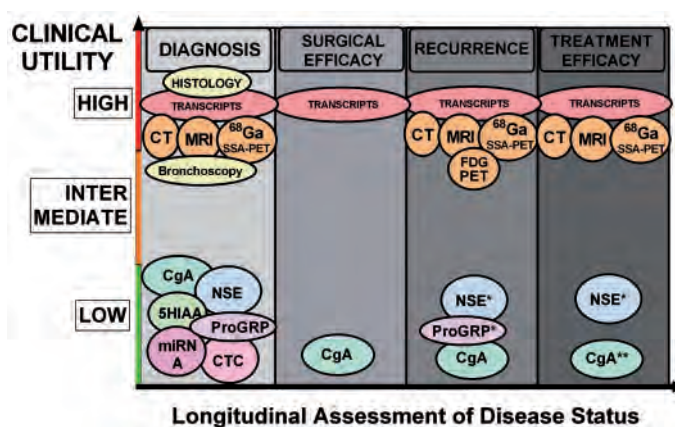 CLINICAL
UTILITY
DIAGNOSIS
SURGICAL
EFFICACY
RECURRENCE
TREATMENT
EFFICACY
HIGH
HISTOLOGY
TRANSCRIPTS
TRANSCRIPTS
TRANSCRIPTS
TRANSCRIPTS
CT
MRI
68Ga
SSA-PET
CT
MRI
68Ga
SSA-PET
CT
MRI
68Ga
SSA-PET
Bronchoscopy
FDG
PET
INTER
MEDIATE
CgA
NSE
5HIAA
ProGRP
miRN
A
CTC
LOW
CgA
NSE*
ProGRP*
CgA
NSE*
CgA**
Longitudinal Assessment of Disease Status